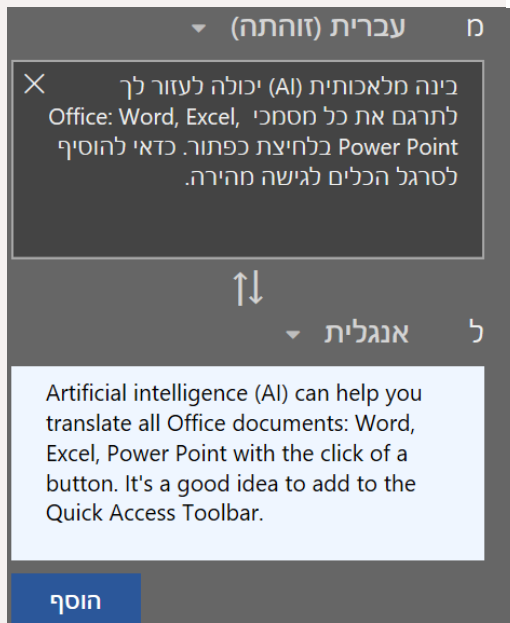 מ עברית (זוהתה)
בינה מלאכותית (AI) יכולה לעזור לך
לתרגם את כל מסמכי Office: Word, Excel,
Power Point בלחיצת כפתור. כדאי להוסיף
לסרגל הכלים לגישה מהירה.
ל אנגלית
Artificial intelligence (AI) can help you
translate all Office documents: Word,
Excel, Power Point with the click of a
button. It's a good idea to add to the
Quick Access Toolbar.
הוסף